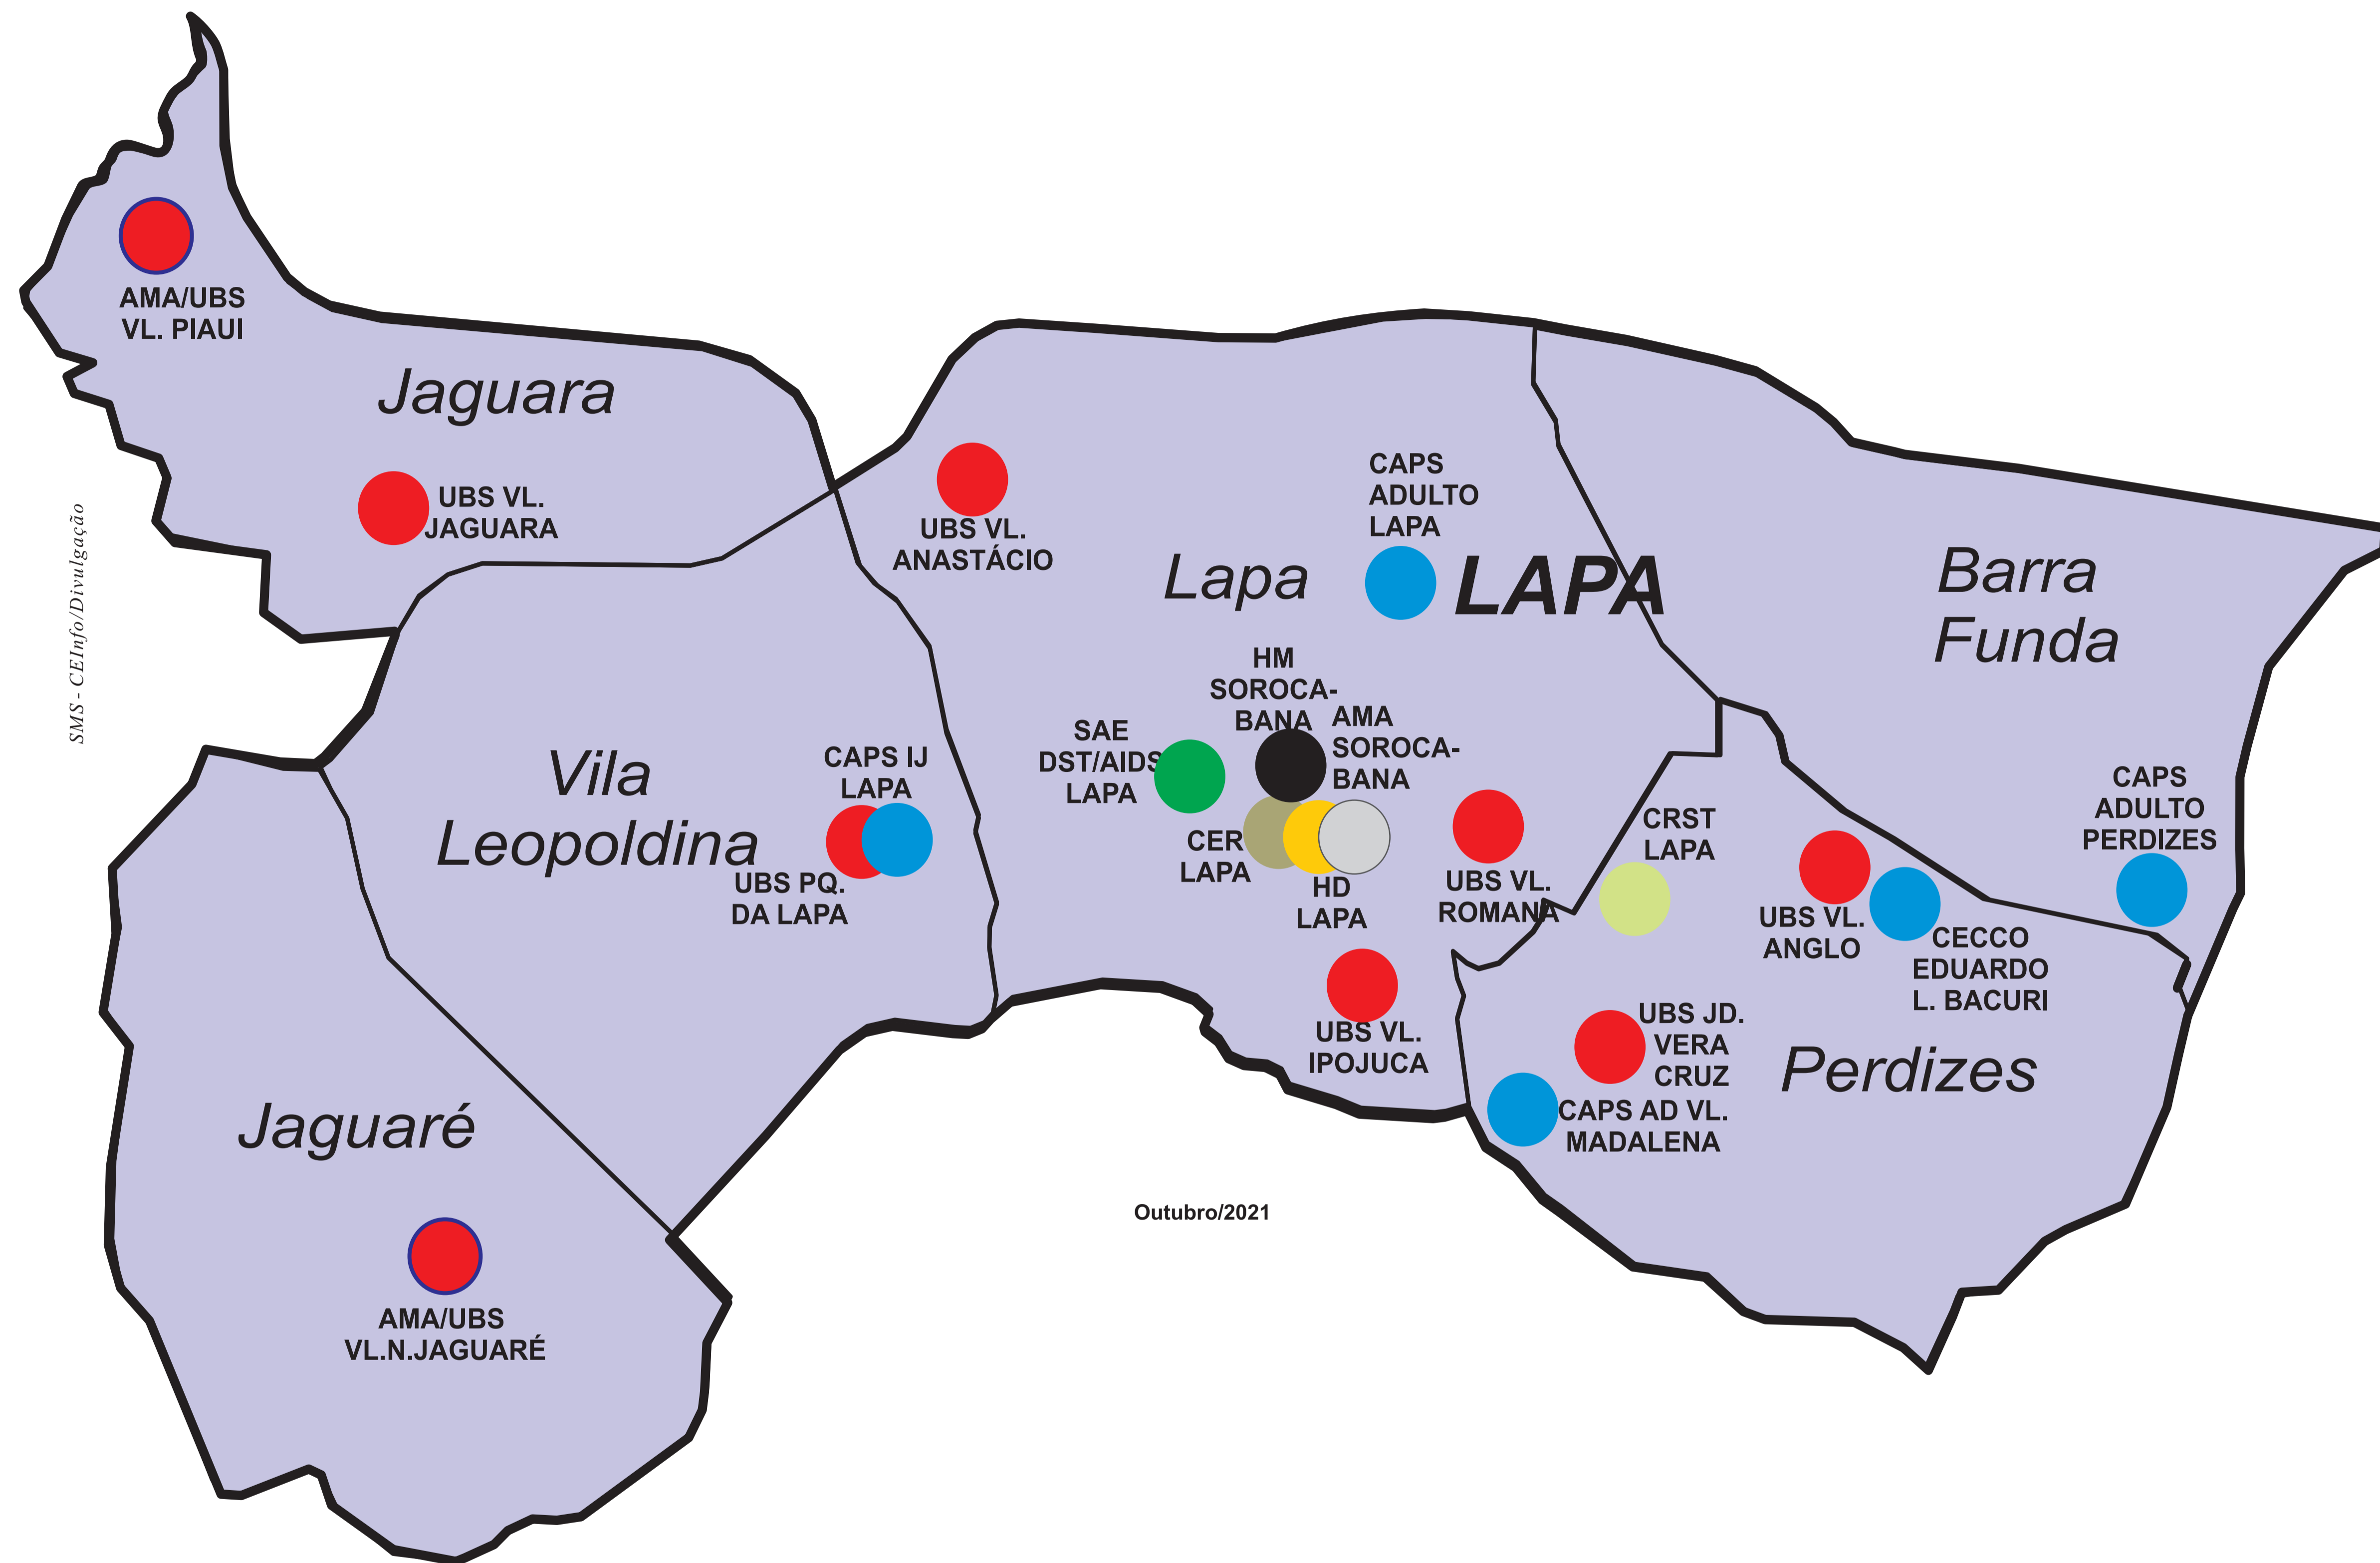 AMA/UBS
VL. PIAUI
Jaguara
UBS VL.
JAGUARA
SMS - CEInfo/Divulgação
UBS VL.
ANASTÁCIO
CAPS
ADULTO
LAPA
Lapa
LAPA
Barra
Funda
HM
SOROCA-
BANA
AMA
SOROCA-
BANA
SAE
DST/AIDS
LAPA
Vila
Leopoldina
CAPS IJ
LAPA
UBS PQ.
DA LAPA
CER
LAPA
HD
LAPA
UBS VL.
ROMANA
CRST
LAPA
CAPS
ADULTO
PERDIZES
UBS VL.
ANGLO
CECCO
EDUARDO
L. BACURI
UBS VL.
IPOJUCA
UBS JD.
VERA
CRUZ
Perdizes
CAPS AD VL.
MADALENA
Jaguaré
Outubro/2021
AMA/UBS
VL.N.JAGUARÉ